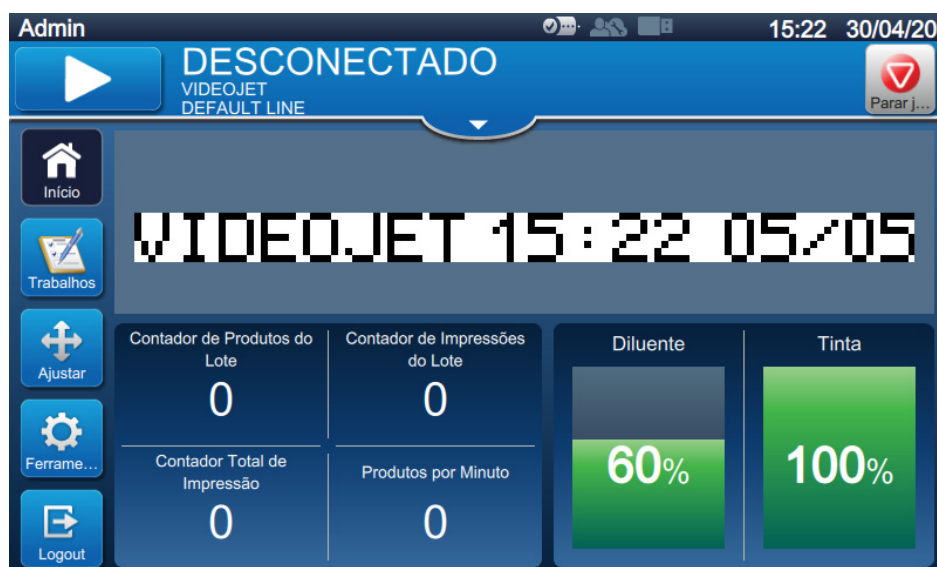 Admin 15:22 30/04/20
DESCONECTADO
VIDEOJET
DEFAULT LINE
Parar j...
Início
VIDEOJET 15:22 05/05
Trabalhos
Ajustar
Ferrame...
Logout
Contador de Produtos do
Lote
0
Contador de Impressões
do Lote
0
Contador Total de
Impressão
0
Produtos por Minuto
0
Diluente
60%
Tinta
100%